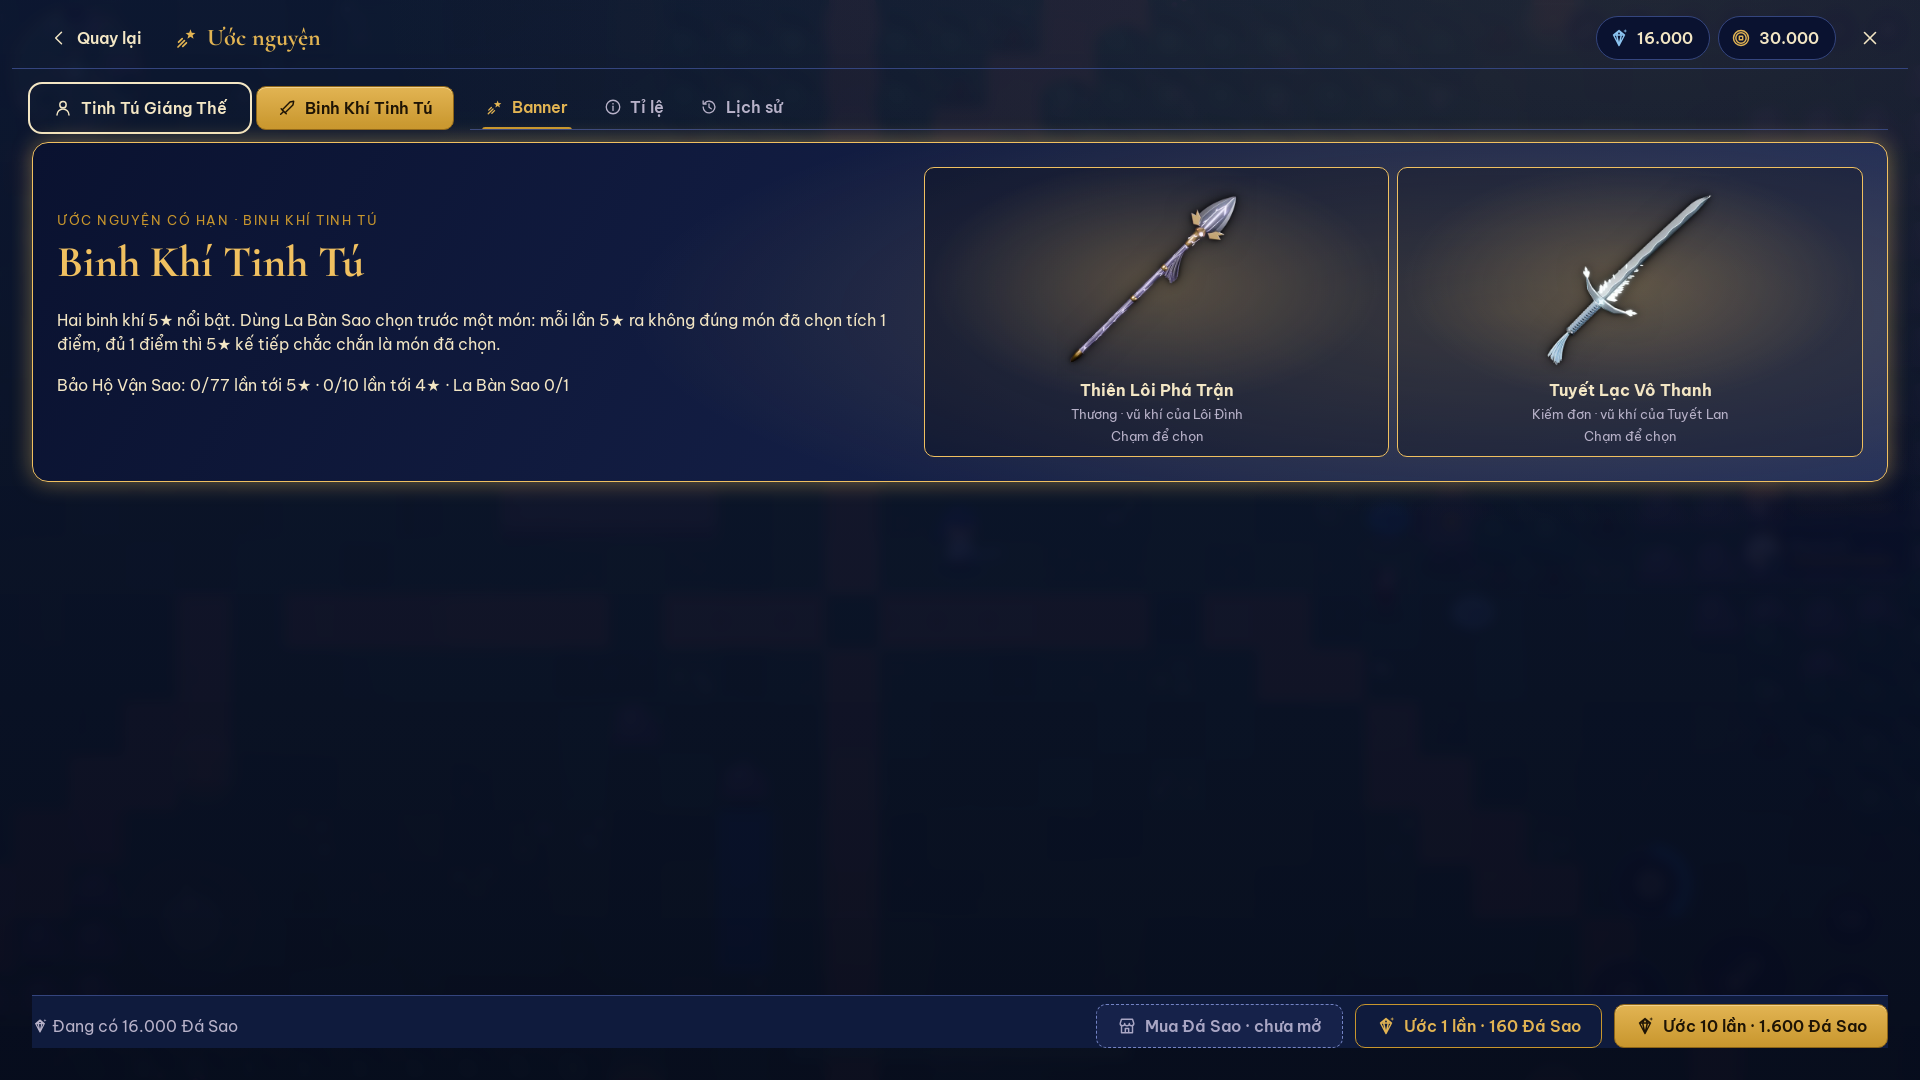 Quay lại
Ước nguyện
16.000
30.000
Tinh Tú Giáng Thế
Binh Khí Tinh Tú
Banner
Tỉ lệ
Lịch sử
ƯỚC NGUYỆN CÓ HẠN · BINH KHÍ TINH TÚ
Binh Khí Tinh Tú
Hai binh khí 5★ nổi bật. Dùng La Bàn Sao chọn trước một món: mỗi lần 5★ ra không đúng món đã chọn tích 1
điểm, đủ 1 điểm thì 5★ kế tiếp chắc chắn là món đã chọn.
Bảo Hộ Vận Sao: 0/77 lần tới 5★ · 0/10 lần tới 4★ · La Bàn Sao 0/1
Thiên Lôi Phá Trận
Thương · vũ khí của Lôi Đình
Chạm để chọn
Tuyết Lạc Vô Thanh
Kiếm đơn · vũ khí của Tuyết Lan
Chạm để chọn
Đang có 16.000 Đá Sao
Mua Đá Sao · chưa mở
Ước 1 lần · 160 Đá Sao
Ước 10 lần · 1.600 Đá Sao